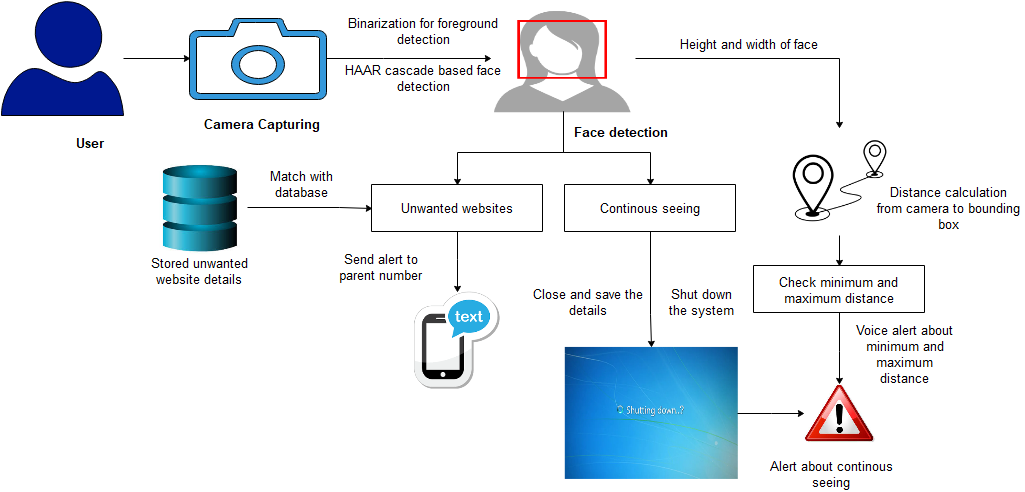 Binarization for foreground
detection
HAAR cascade based face
detection
Height and width of face
User
Camera Capturing
Face detection
Match with
database
Unwanted websites
Continous seeing
Distance calculation
from camera to bounding
box
Stored unwanted
website details
Send alert to
parent number
text
Close and save the
details
Shut down
the system
Check minimum and
maximum distance
Voice alert about
minimum and
maximum
distance
Shutting down..?
Alert about continous
seeing